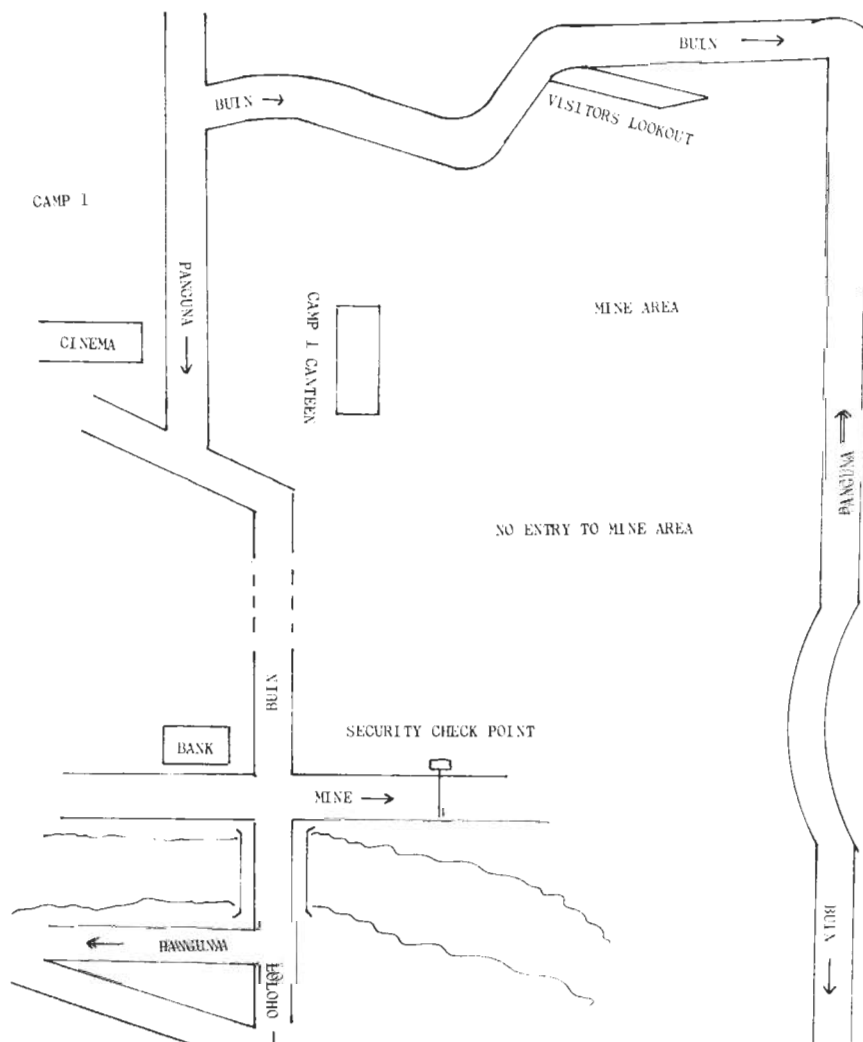 BUIN
BUIN
VISITORS LOOKOUT
CAMP 1
PANGUNA
CAMP 1 CANTEEN
MINE AREA
CINEMA
PANGUNA
NO ENTRY TO MINE AREA
BUIN
SECURITY CHECK POINT
BANK
MINE
BUIN
LOLOHO